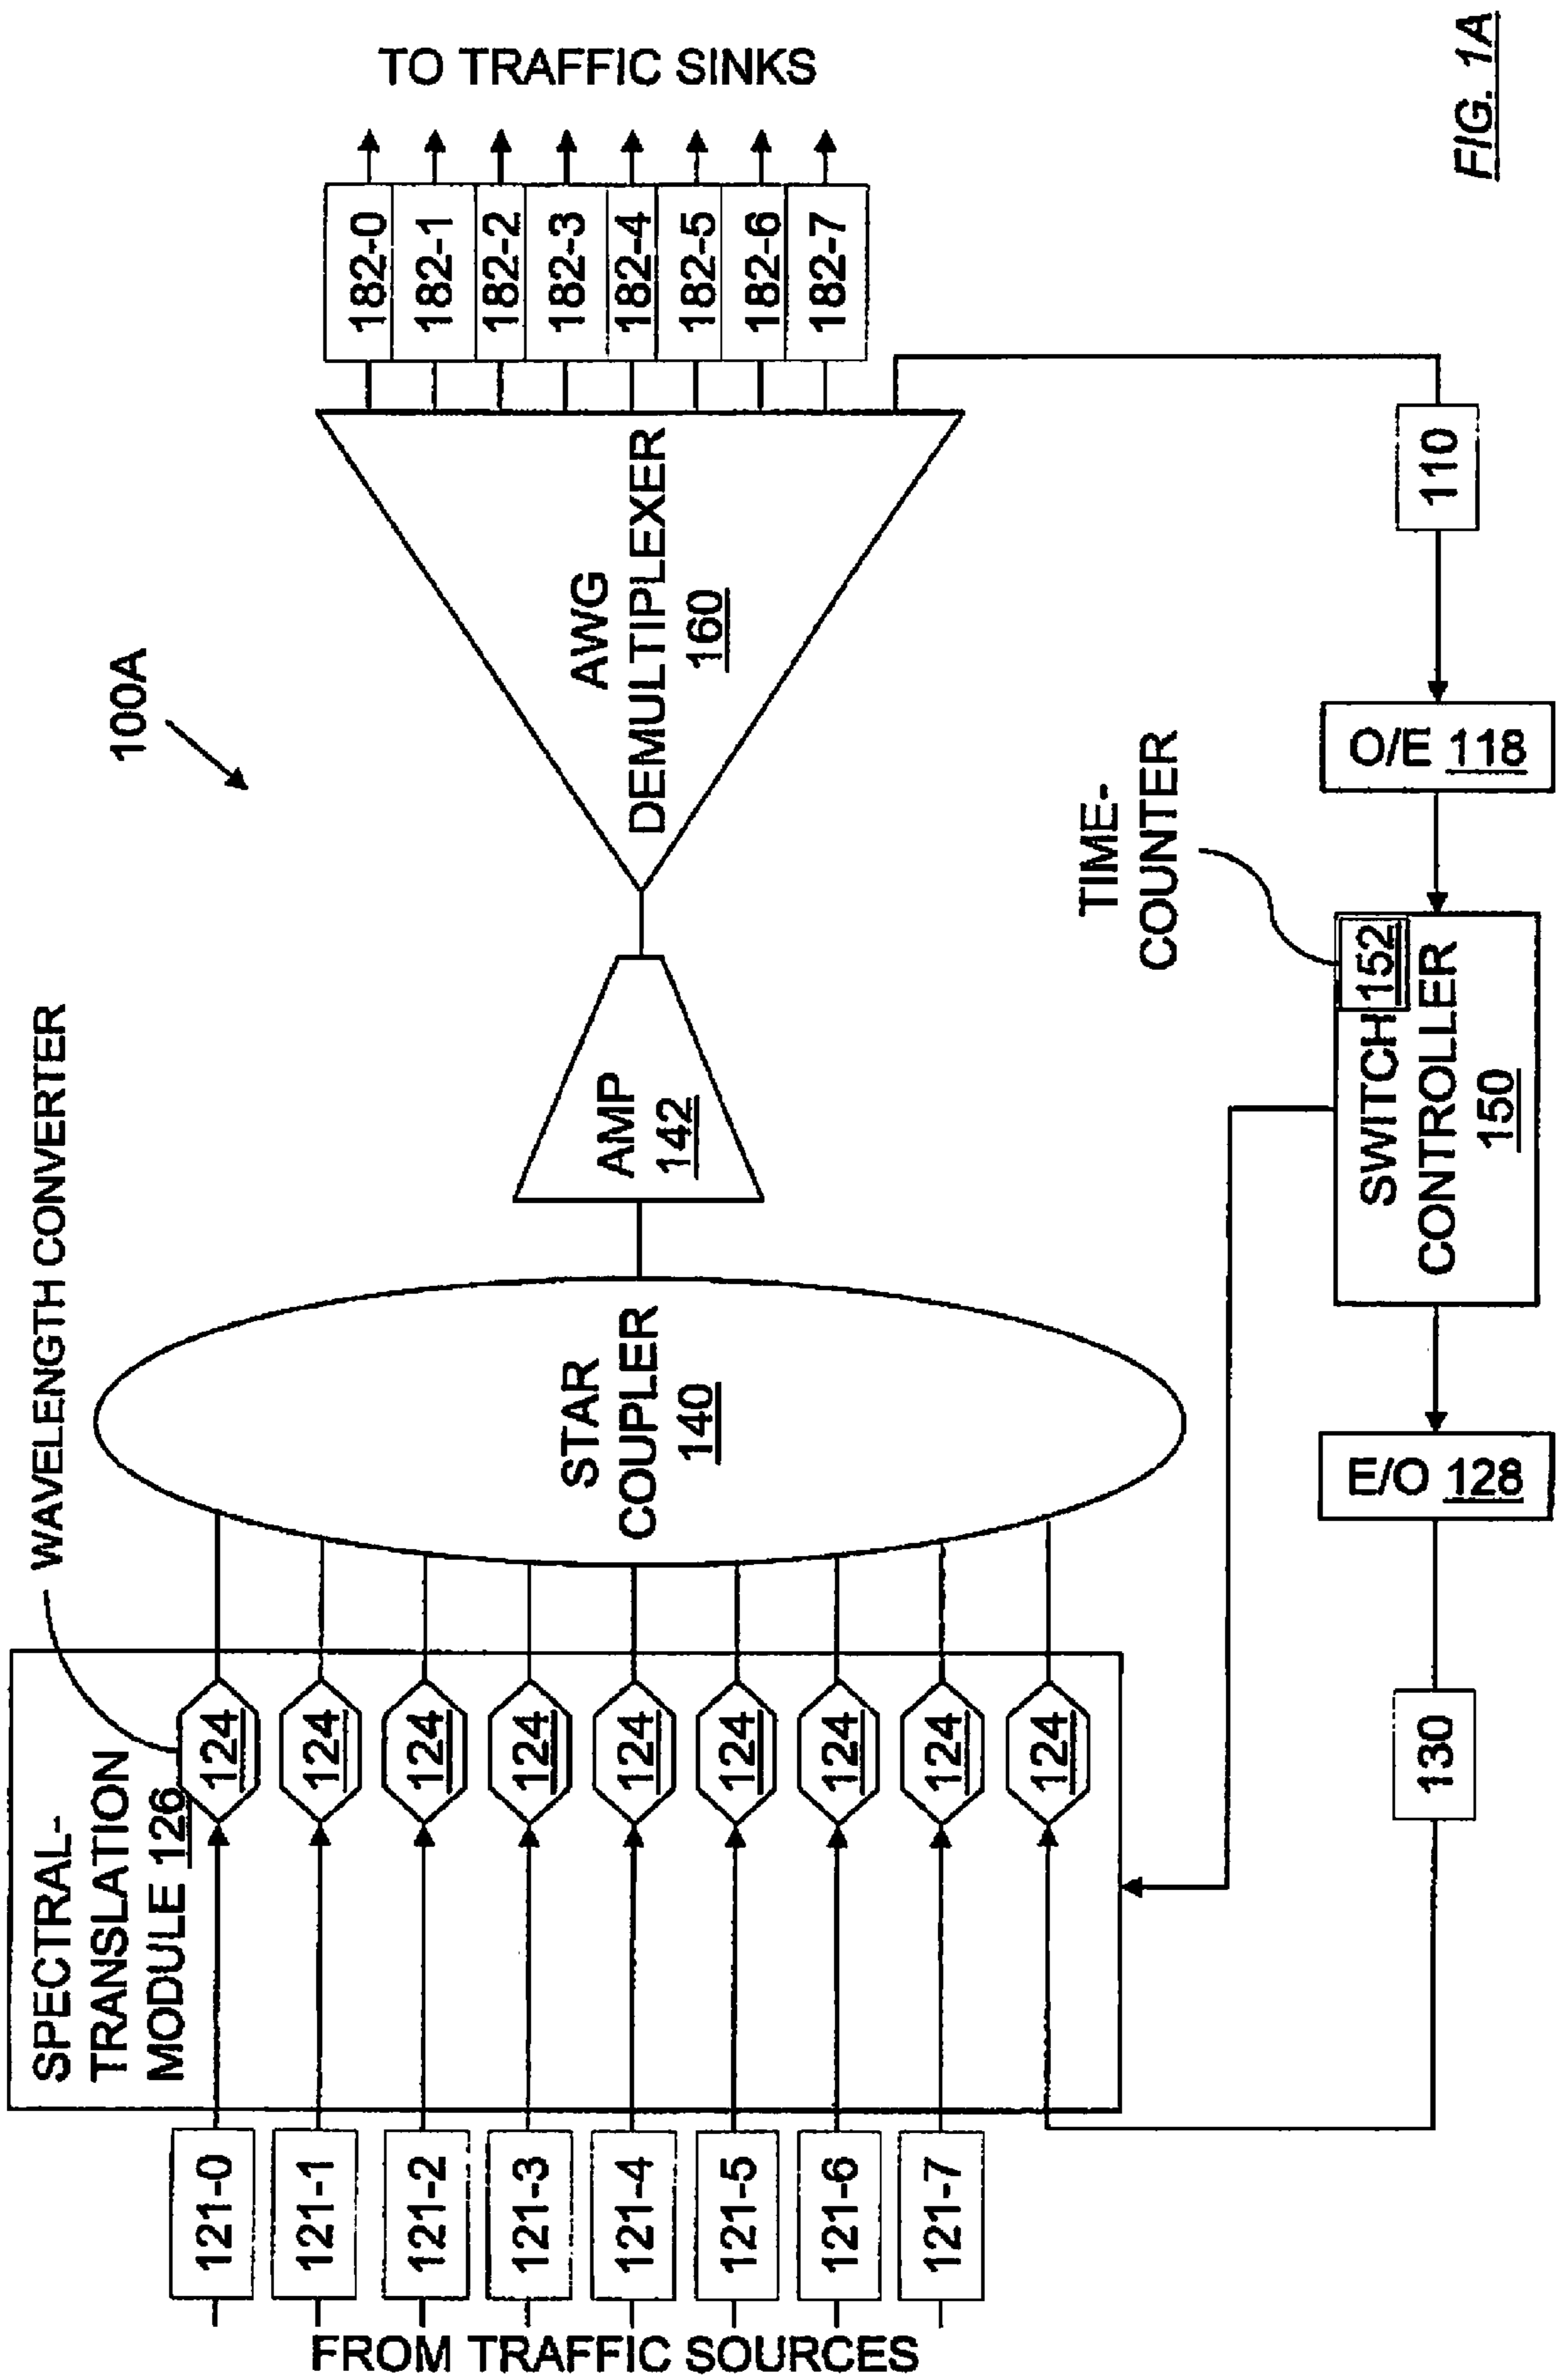 100A
WAVELENGTH CONVERTER
SPECTRAL-
TRANSLATION
MODULE 126
FROM TRAFFIC SOURCES
121-0
121-1
121-2
121-3
121-4
121-5
121-6
121-7
124
124
124
124
124
124
124
124
124
STAR
COUPLER
140
AMP
142
AWG
DEMULTIPLEXER
160
182-0
182-1
182-2
182-3
182-4
182-5
182-6
182-7
TO TRAFFIC SINKS
TIME-
COUNTER
130
E/O 128
SWITCH 152
CONTROLLER
150
O/E 118
110
FIG. 1A